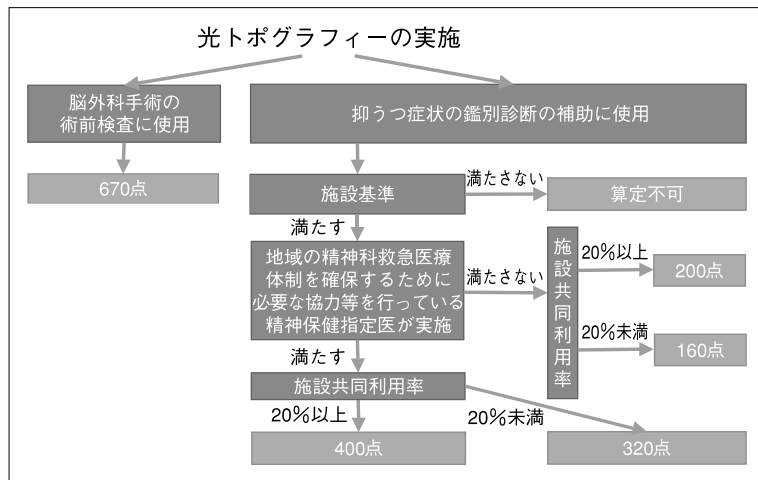 光トポグラフィーの実施
脳外科手術の
術前検査に使用
抑うつ症状の鑑別診断の補助に使用
670点
施設基準
満たさない
算定不可
満たす
地域の精神科救急医療
体制を確保するために
必要な協力等を行っている
精神保健指定医が実施
満たさない
施設共同利用率
20%以上
200点
20%未満
160点
満たす
施設共同利用率
20%以上
20%未満
400点
320点